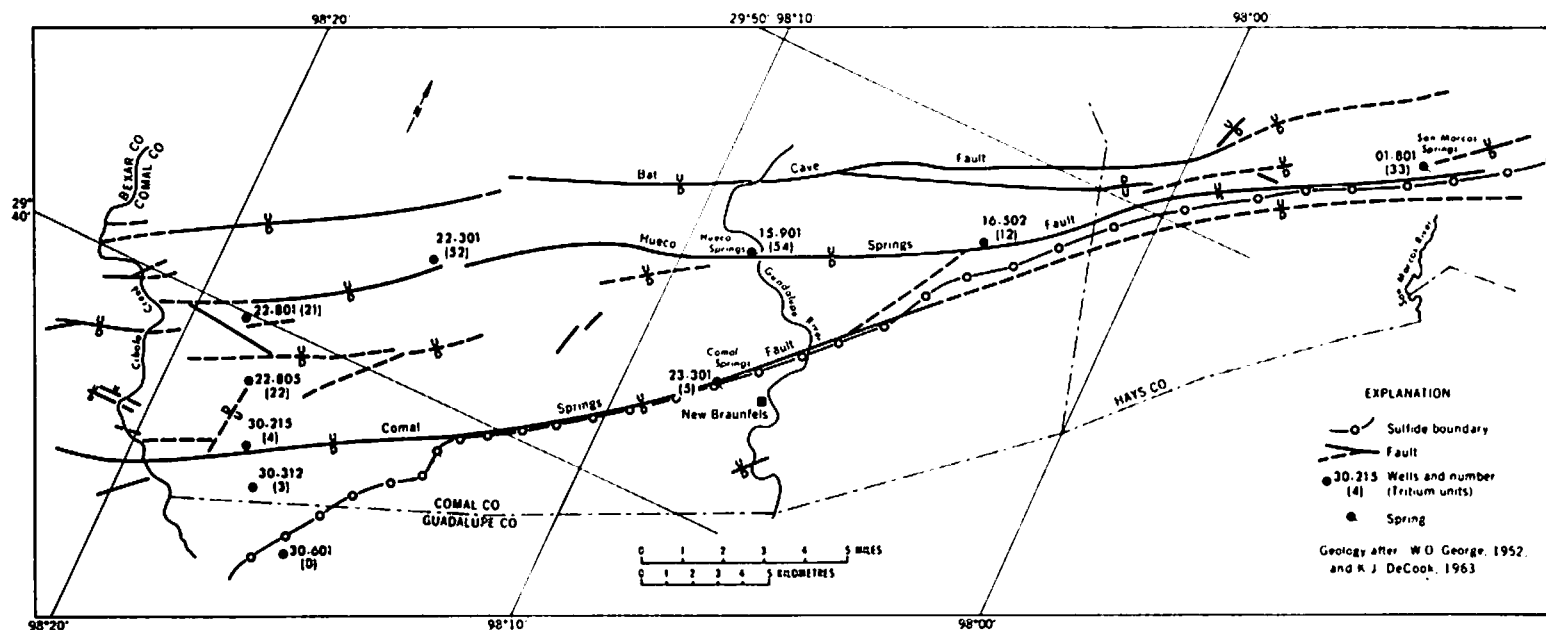 98°20'
29°50' 98°10'
98°00'
BEXAR CO
COMAL CO
N
San Marcos
Springs
01-801
(33)
Bat Cave Fault
29°
40'
22-301
(52)
Hueco Springs Fault
Hueco
Springs
15-901
(54)
16-502
(12)
San Marcos River
Guadalupe River
Cibolo Creek
22-801 (21)
22-805
(22)
Comal
Springs
23-301
(5)
New Braunfels
Comal Springs Fault
30-215
(4)
30-312
(3)
HAYS CO
COMAL CO
GUADALUPE CO
30-601
(0)
EXPLANATION
Sulfide boundary
Fault
30-215 Wells and number
(4) (Tritium units)
Spring
Geology after W.O. George, 1952,
and K J DeCook, 1963
0 1 2 3 4 5 MILES
0 1 2 3 4 5 KILOMETRES
98°20'
98°10'
98°00'